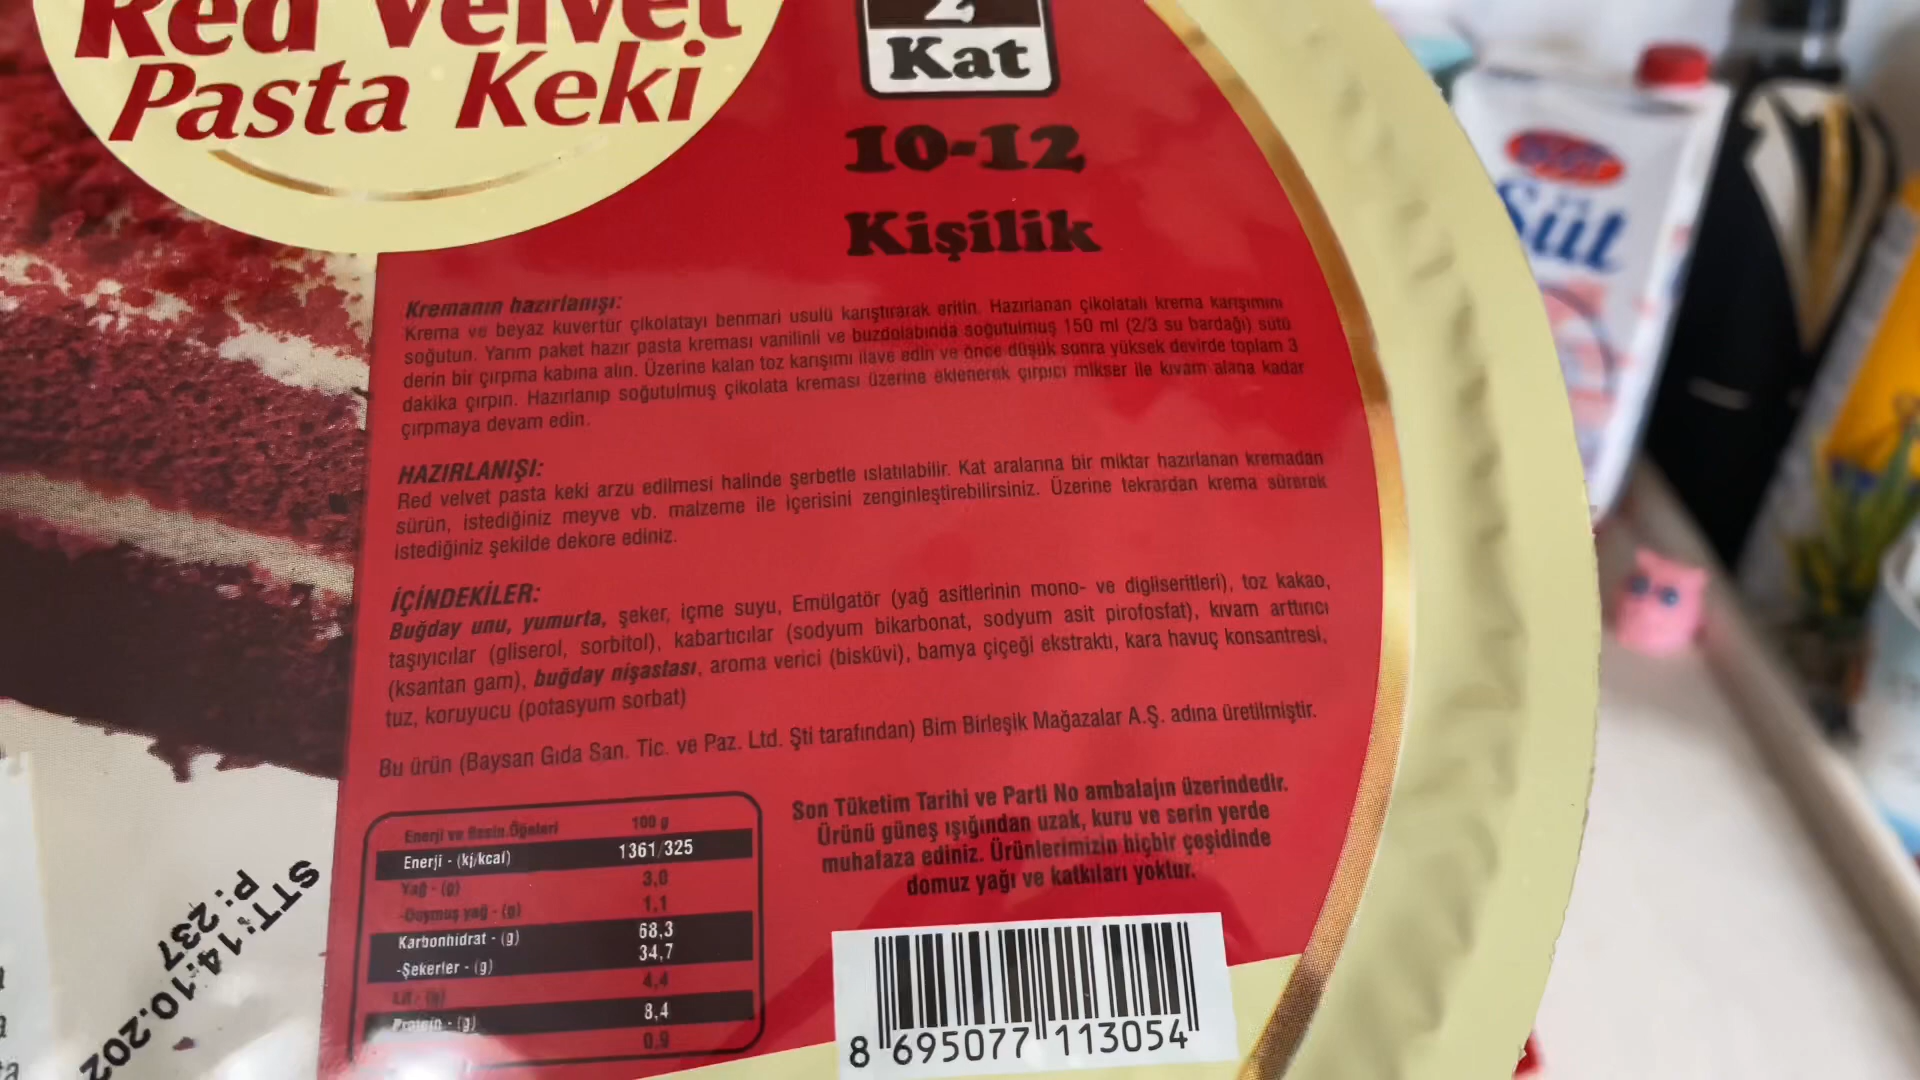 Red Velvet
Pasta Keki
2
Kat
10-12
Kişilik
Süt
Kremanın hazırlanışı:
Krema ve beyaz kuvertür çikolatayı benmari usulü karıştırarak eritin. Hazırlanan çikolatalı krema karışımını
soğutun. Yarım paket hazır pasta kreması vanilinli ve buzdolabında soğutulmuş 150 ml (2/3 su bardağı) sütü
derin bir çırpma kabına alın. Üzerine kalan toz karışımı ilave edin ve önce düşük sonra yüksek devirde toplam 3
dakika çırpın. Hazırlanıp soğutulmuş çikolata kreması üzerine eklenerek çırpıcı mikser ile kıvam alana kadar
çırpmaya devam edin.
HAZIRLANIŞI:
Red velvet pasta keki arzu edilmesi halinde şerbetle ıslatılabilir. Kat aralarına bir miktar hazırlanan kremadan
sürün, istediğiniz meyve vb. malzeme ile içerisini zenginleştirebilirsiniz. Üzerine tekrardan krema sürerek
istediğiniz şekilde dekore ediniz.
İÇİNDEKİLER:
Buğday unu, yumurta, şeker, içme suyu, Emülgatör (yağ asitlerinin mono- ve digliseritleri), toz kakao,
taşıyıcılar (gliserol, sorbitol), kabartıcılar (sodyum bikarbonat, sodyum asit pirofosfat), kıvam arttırıcı
(ksantan gam), buğday nişastası, aroma verici (bisküvi), bamya çiçeği ekstraktı, kara havuç konsantresi,
tuz, koruyucu (potasyum sorbat)
Bu ürün (Baysan Gıda San. Tic. ve Paz. Ltd. Şti tarafından) Bim Birleşik Mağazalar A.Ş. adına üretilmiştir.
Enerji ve Besin Öğeleri 100 g
Enerji - (kj/kcal) 1361/325
Yağ - (g) 3,0
-Doymuş yağ - (g) 1,1
Karbonhidrat - (g) 68,3
-Şekerler - (g) 34,7
Lif - (g) 4,4
Protein - (g) 8,4
0,9
Son Tüketim Tarihi ve Parti No ambalajın üzerindedir.
Ürünü güneş ışığından uzak, kuru ve serin yerde
muhafaza ediniz. Ürünlerimizin hiçbir çeşidinde
domuz yağı ve katkıları yoktur.
8 695077 113054
STT:14.10.202
P: 237